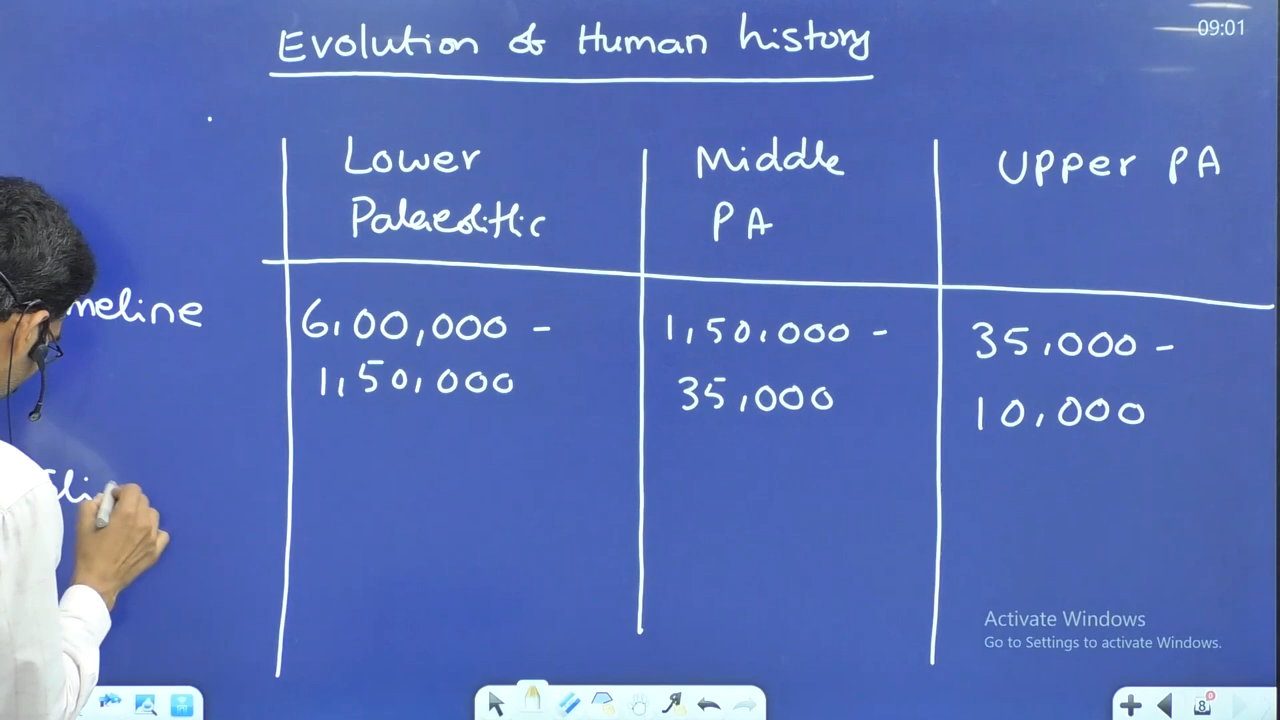 09:01
Evolution of Human history
Lower
Palaeolithic
Middle
PA
Upper PA
meline
6,00,000 -
1,50,000
1,50,000 -
35,000
35,000 -
10,000
Activate Windows
Go to Settings to activate Windows.
8